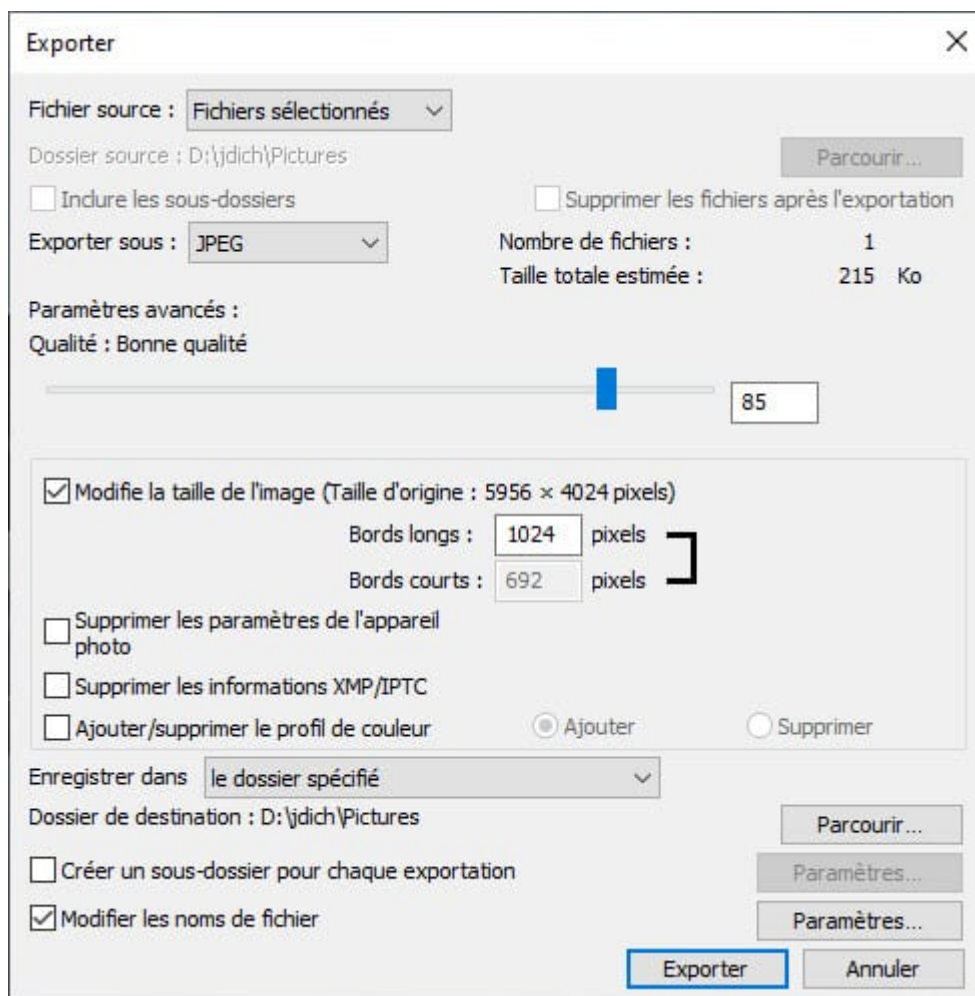 Exporter
Fichier source : Fichiers sélectionnés
Dossier source : D:\jdich\Pictures Parcourir...
Inclure les sous-dossiers Supprimer les fichiers après l'exportation
Exporter sous : JPEG Nombre de fichiers : 1
Taille totale estimée : 215 Ko
Paramètres avancés :
Qualité : Bonne qualité
85
Modifie la taille de l'image (Taille d'origine : 5956 × 4024 pixels)
Bords longs : 1024 pixels
Bords courts : 692 pixels
Supprimer les paramètres de l'appareil
photo
Supprimer les informations XMP/IPTC
Ajouter/supprimer le profil de couleur Ajouter Supprimer
Enregistrer dans le dossier spécifié
Dossier de destination : D:\jdich\Pictures Parcourir...
Créer un sous-dossier pour chaque exportation Paramètres...
Modifier les noms de fichier Paramètres...
Exporter Annuler